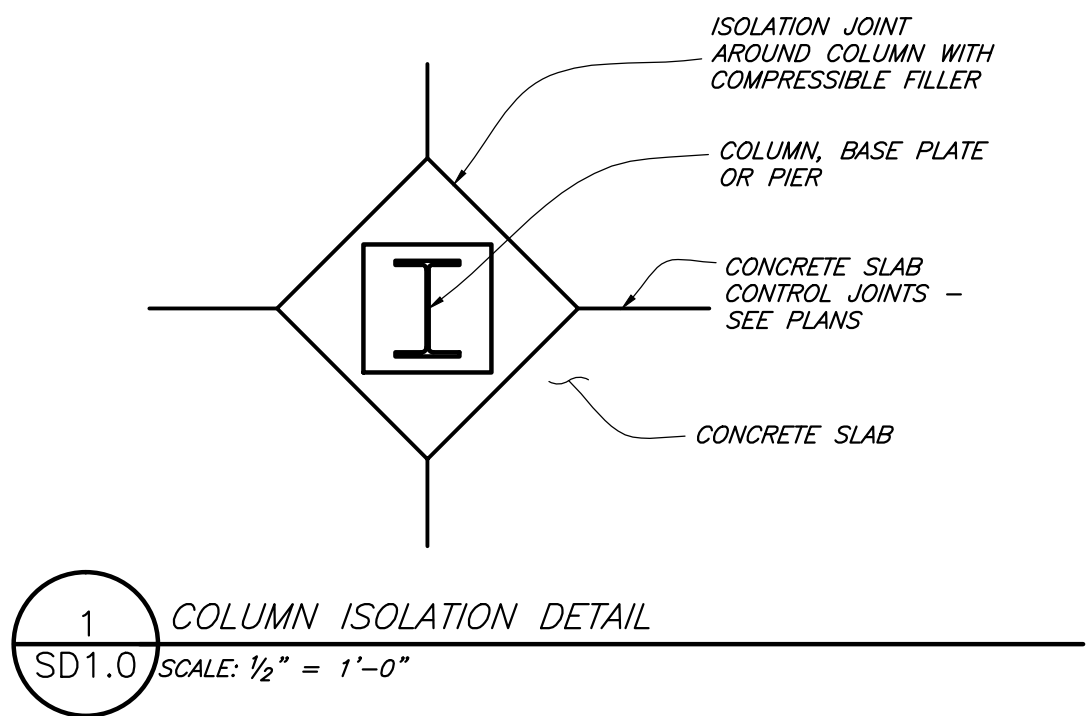 ISOLATION JOINT
AROUND COLUMN WITH
COMPRESSIBLE FILLER
COLUMN, BASE PLATE
OR PIER
CONCRETE SLAB
CONTROL JOINTS –
SEE PLANS
CONCRETE SLAB
1
COLUMN ISOLATION DETAIL
SD1.0
SCALE: ½" = 1'–0"